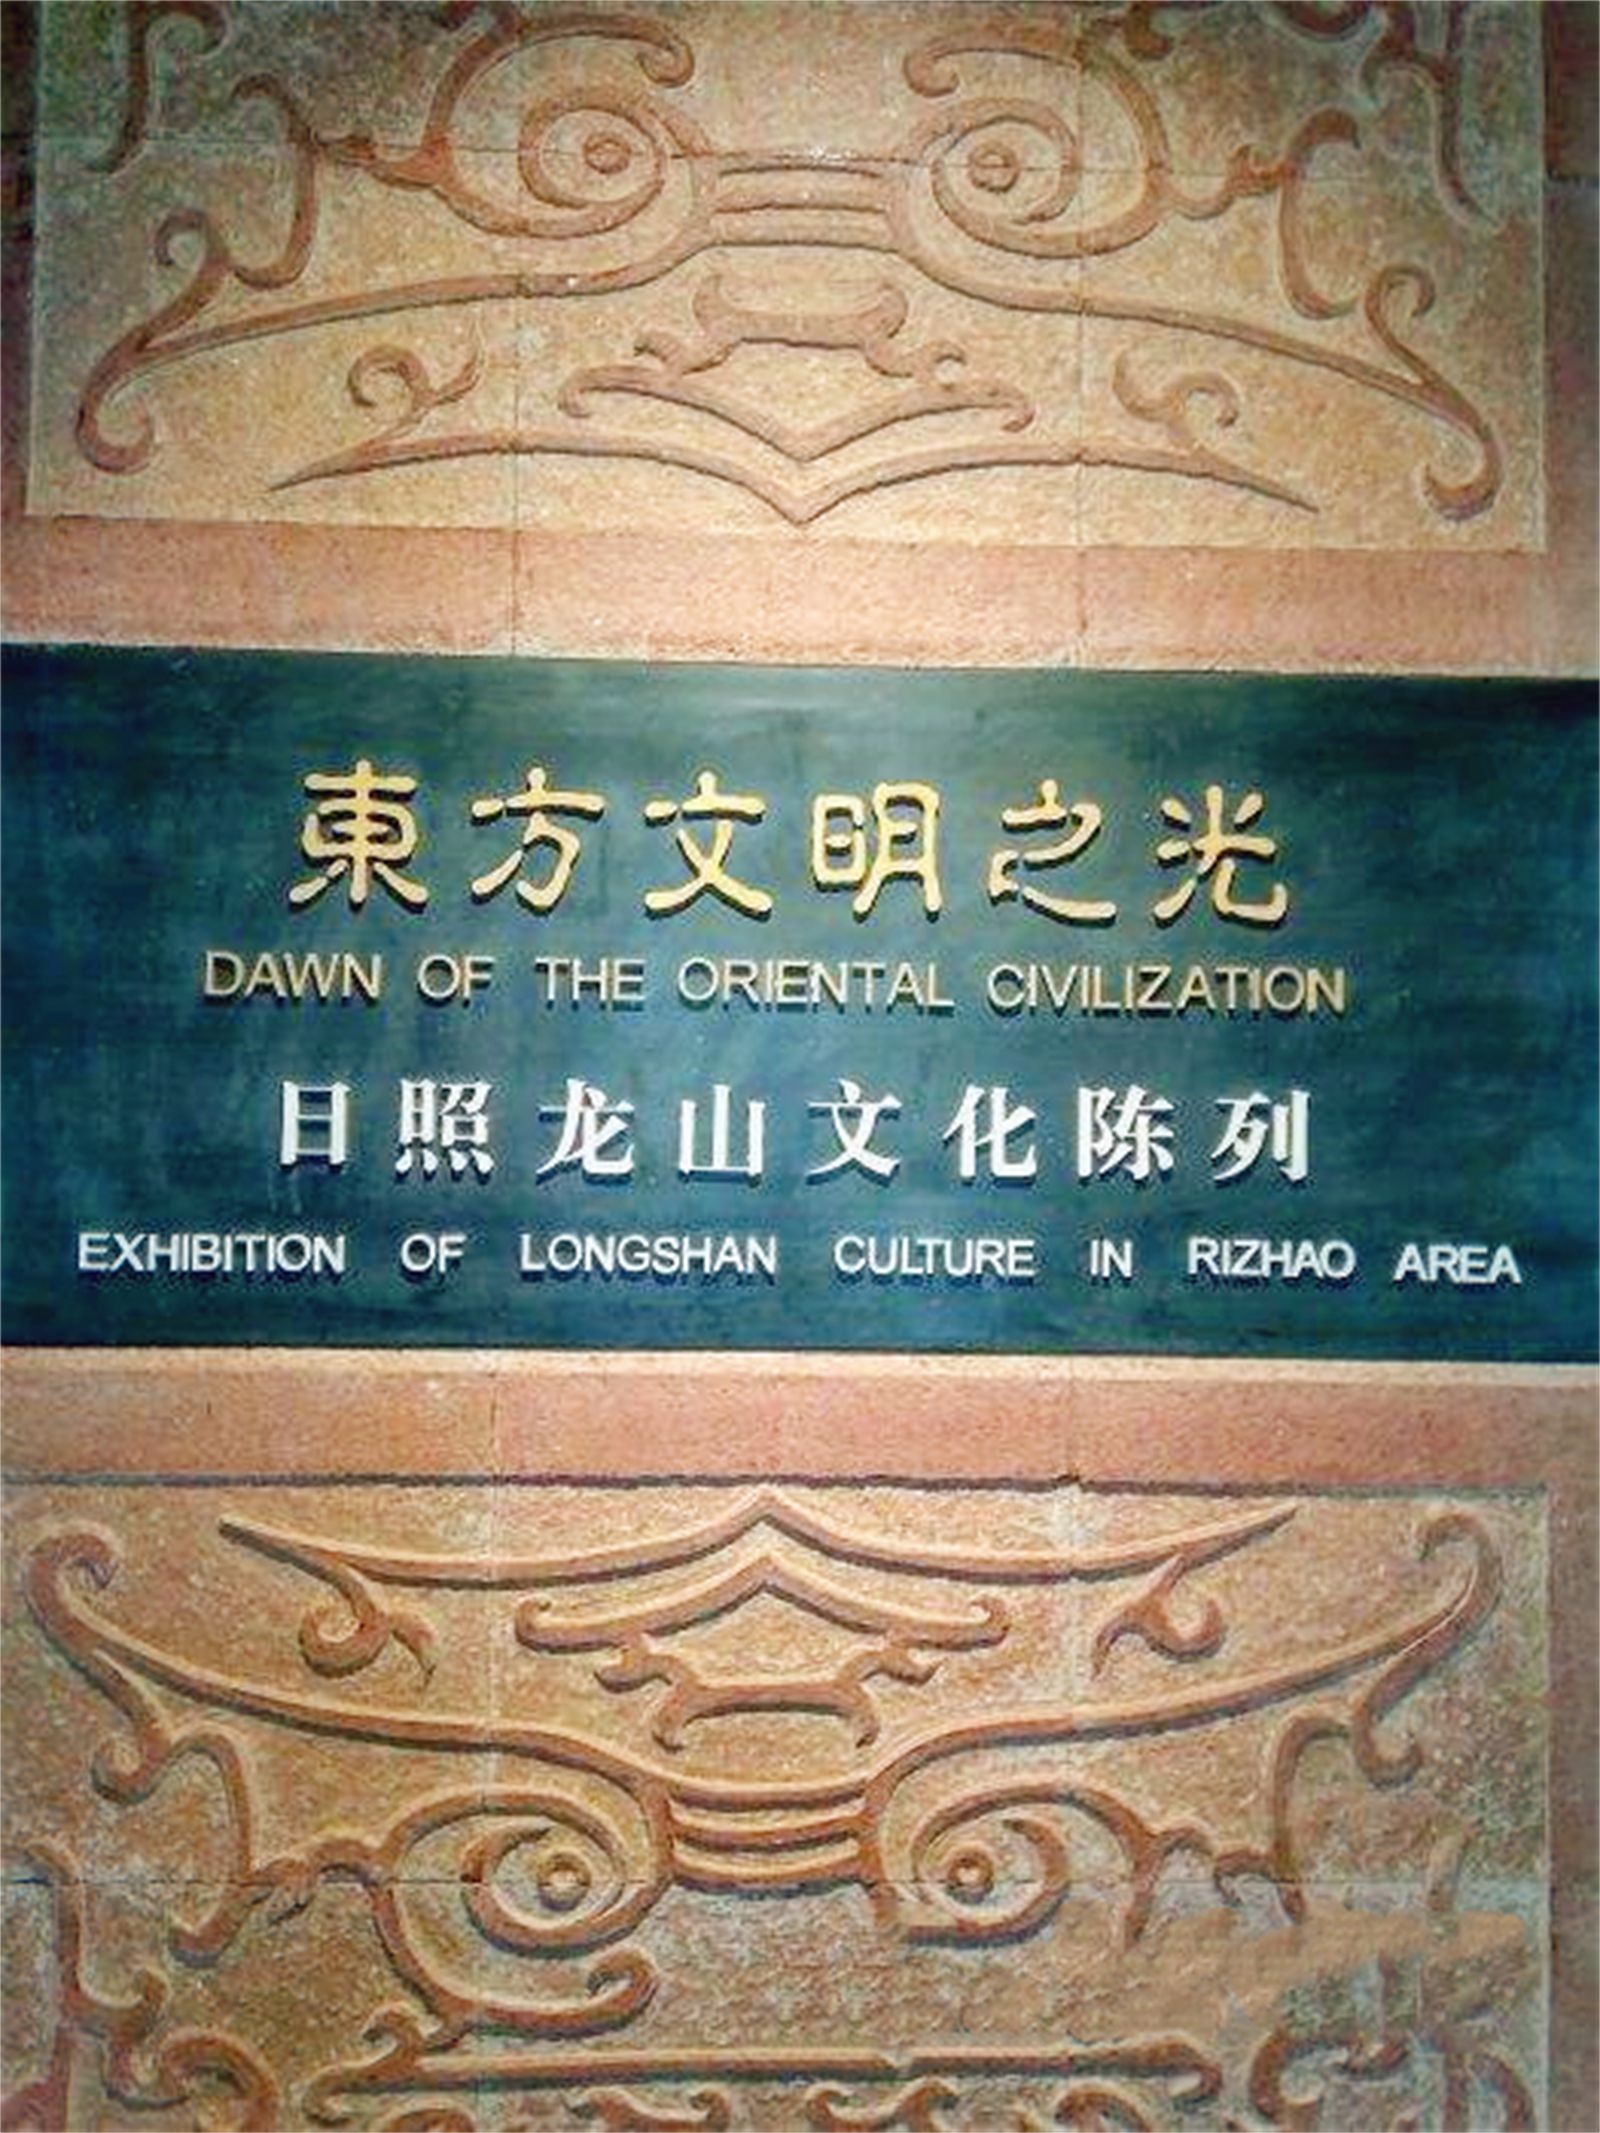 東方文明之光
DAWN OF THE ORIENTAL CIVILIZATION
日照龙山文化陈列
EXHIBITION OF LONGSHAN CULTURE IN RIZHAO AREA